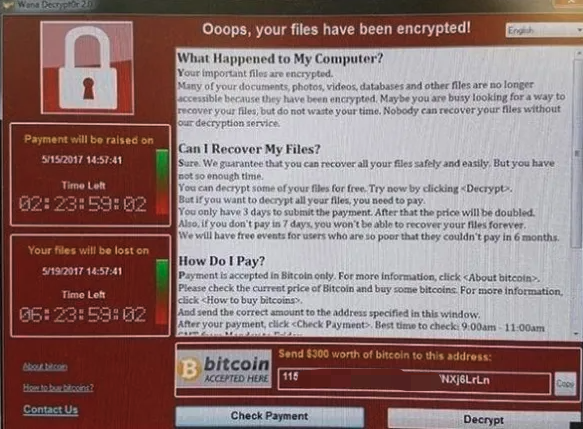 Wana Decrypt0r 2.0
Ooops, your files have been encrypted!
English
What Happened to My Computer?
Your important files are encrypted.
Many of your documents, photos, videos, databases and other files are no longer
accessible because they have been encrypted. Maybe you are busy looking for a way to
recover your files, but do not waste your time. Nobody can recover your files without
our decryption service.
Can I Recover My Files?
Sure. We guarantee that you can recover all your files safely and easily. But you have
not so enough time.
You can decrypt some of your files for free. Try now by clicking <Decrypt>.
But if you want to decrypt all your files, you need to pay.
You only have 3 days to submit the payment. After that the price will be doubled.
Also, if you don't pay in 7 days, you won't be able to recover your files forever.
We will have free events for users who are so poor that they couldn't pay in 6 months.
How Do I Pay?
Payment is accepted in Bitcoin only. For more information, click <About bitcoin>.
Please check the current price of Bitcoin and buy some bitcoins. For more information,
click <How to buy bitcoins>.
And send the correct amount to the address specified in this window.
After your payment, click <Check Payment>. Best time to check: 9:00am - 11:00am
GMT from Monday to Friday.
Payment will be raised on
5/15/2017 14:57:41
Time Left
02:23:59:02
Your files will be lost on
5/19/2017 14:57:41
Time Left
06:23:59:02
About bitcoin
How to buy bitcoins?
Contact Us
bitcoin
ACCEPTED HERE
Send $300 worth of bitcoin to this address:
115 NXj6LrLn
Copy
Check Payment
Decrypt